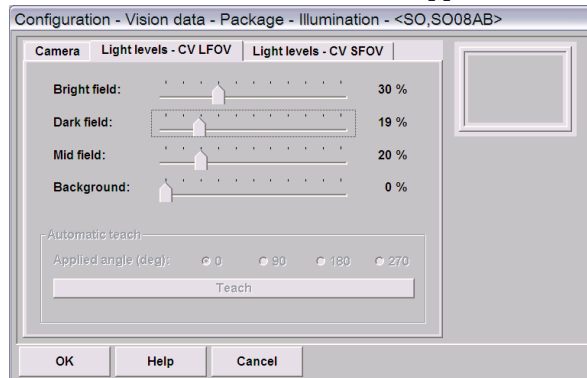 Configuration - Vision data - Package - Illumination - <SO,SO08AB>
Camera Light levels - CV LFOV Light levels - CV SFOV
Bright field: 30 %
Dark field: 19 %
Mid field: 20 %
Background: 0 %
Automatic teach
Applied angle (deg): 0 90 180 270
Teach
OK Help Cancel